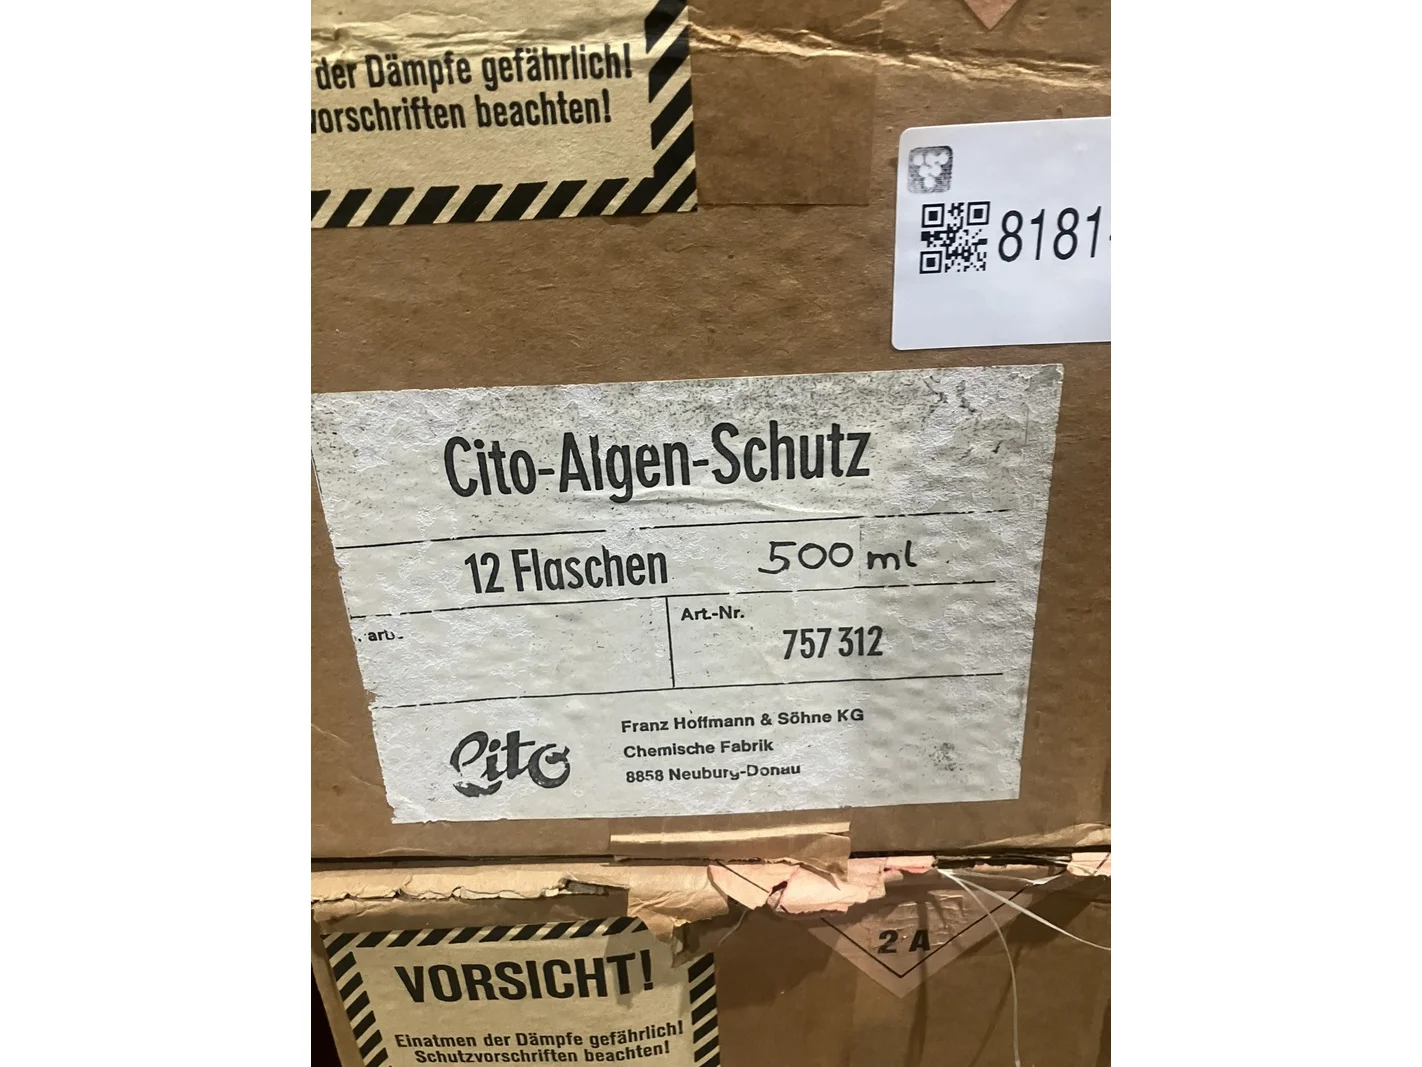 der Dämpfe gefährlich!
vorschriften beachten!
8181
Cito-Algen-Schutz
12 Flaschen 500 ml
Art.-Nr.
757 312
Cito
Franz Hoffmann & Söhne KG
Chemische Fabrik
8858 Neuburg-Donau
2 A
VORSICHT!
Einatmen der Dämpfe gefährlich!
Schutzvorschriften beachten!